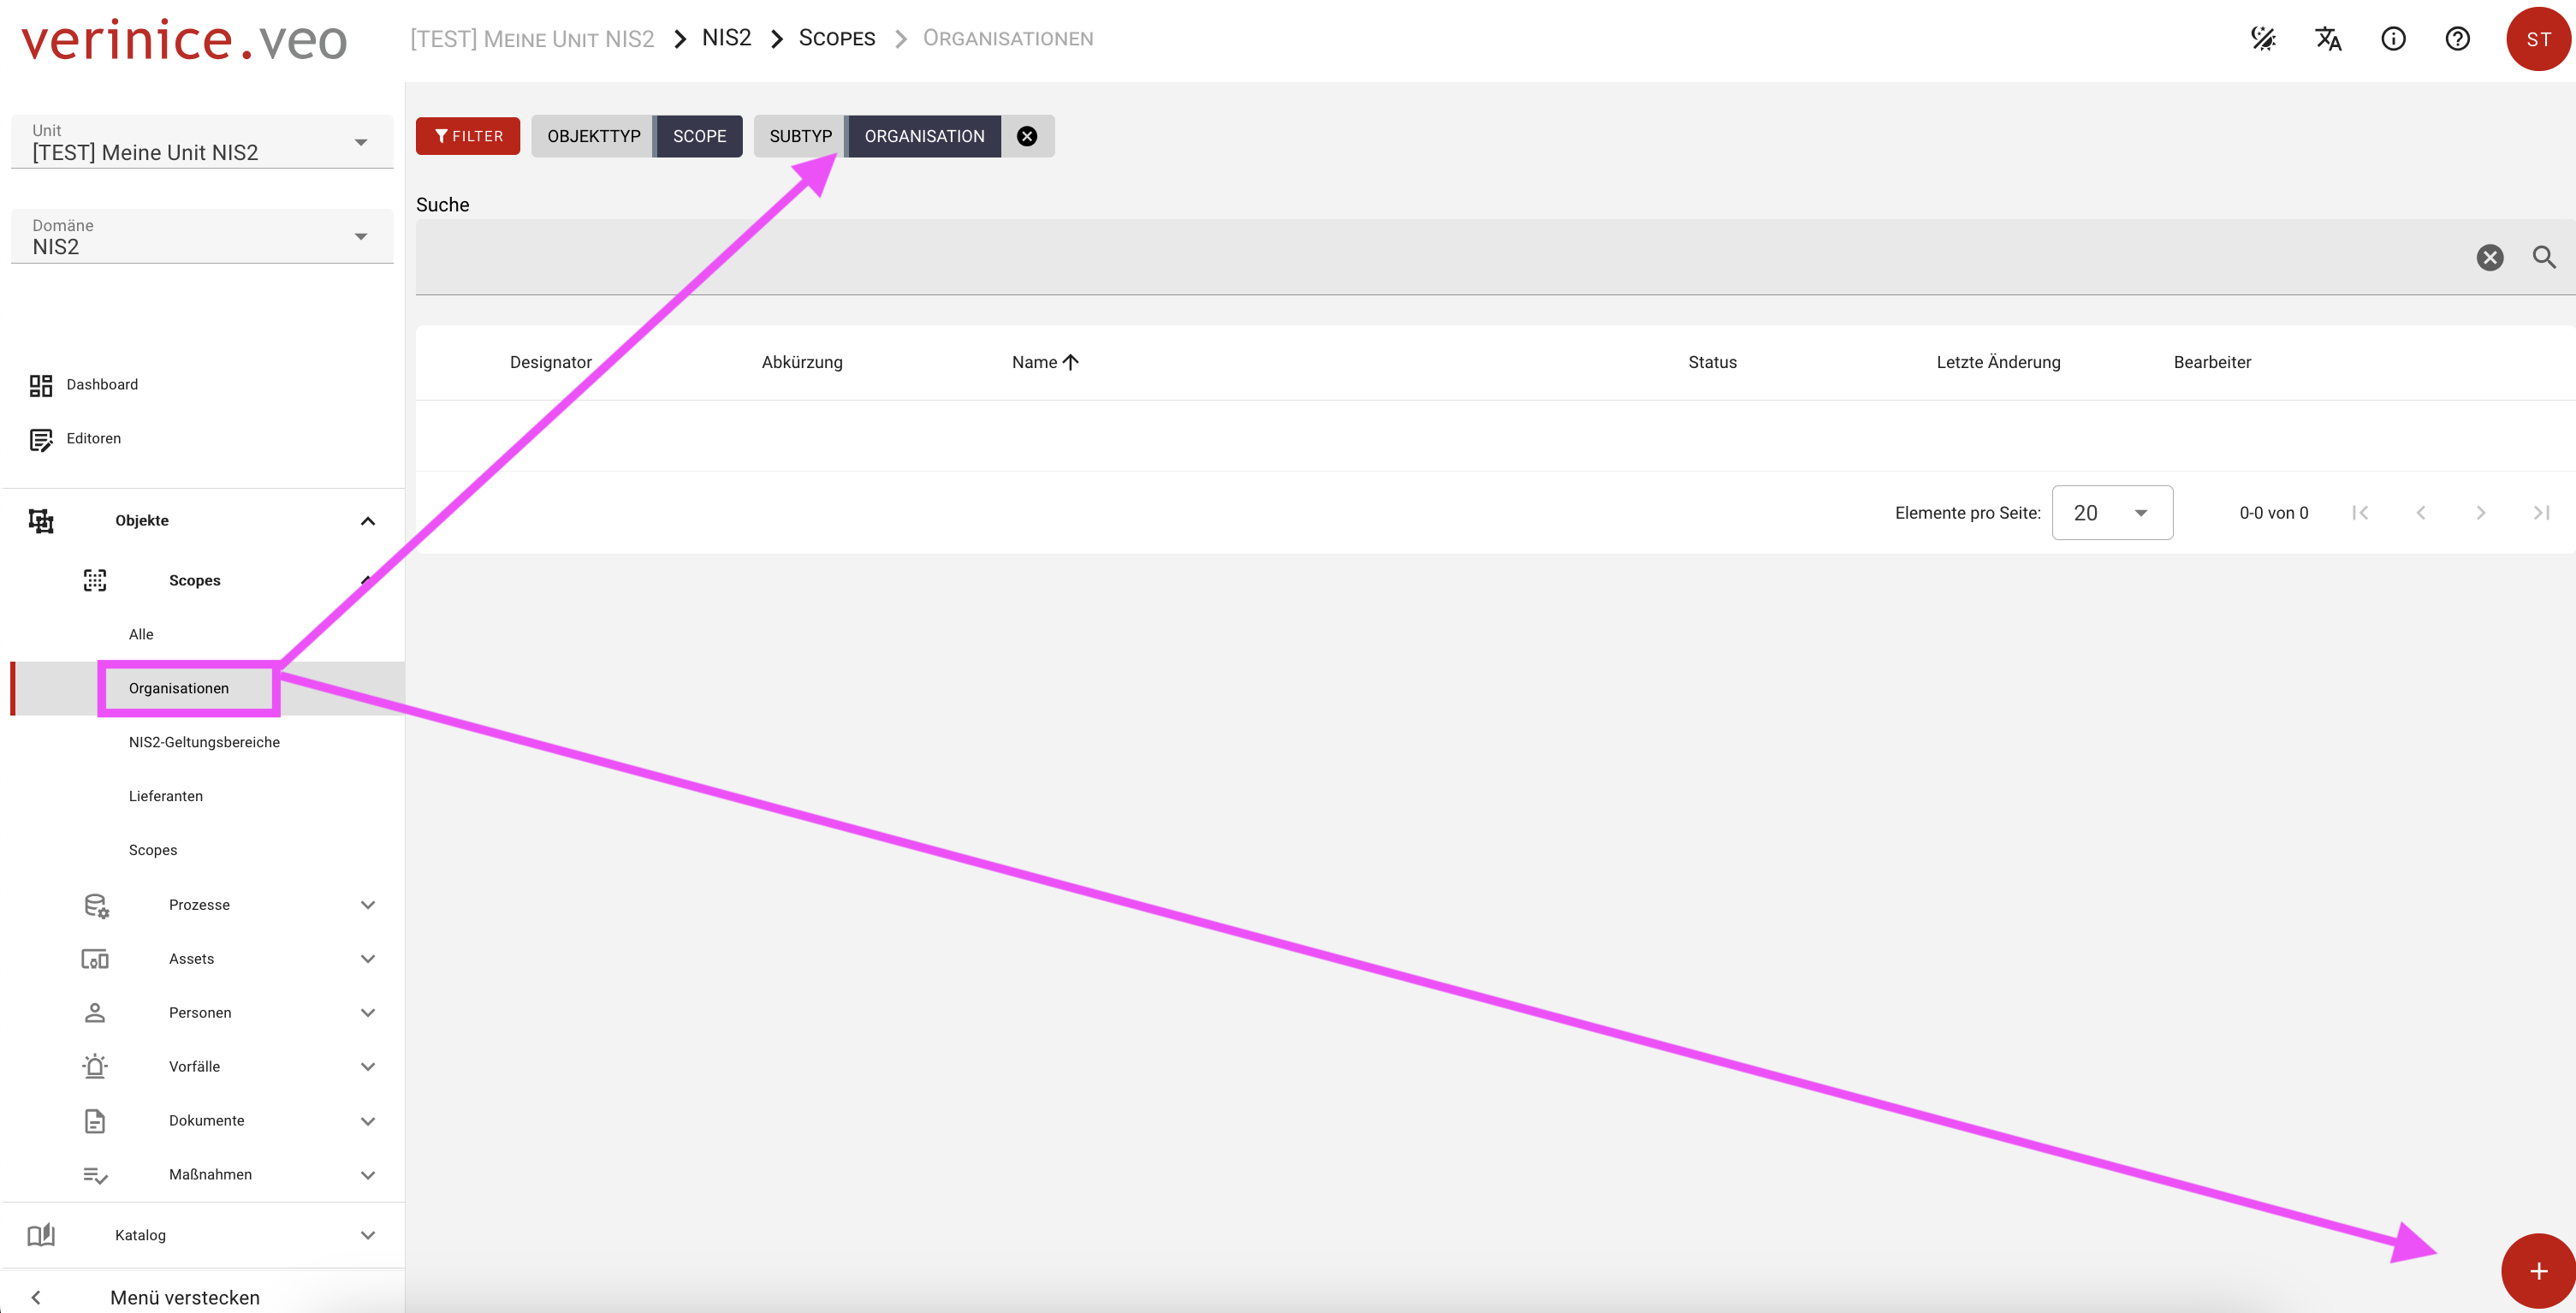 verinice.veo
[TEST] Meine Unit NIS2 > NIS2 > Scopes > Organisationen
ST
Unit
[TEST] Meine Unit NIS2
Domäne
NIS2
Dashboard
Editoren
Objekte
Scopes
Alle
Organisationen
NIS2-Geltungsbereiche
Lieferanten
Scopes
Prozesse
Assets
Personen
Vorfälle
Dokumente
Maßnahmen
Katalog
Menü verstecken
FILTER
OBJEKTTYP SCOPE
SUBTYP ORGANISATION
Suche
Designator Abkürzung Name Status Letzte Änderung Bearbeiter
Elemente pro Seite: 20 0-0 von 0